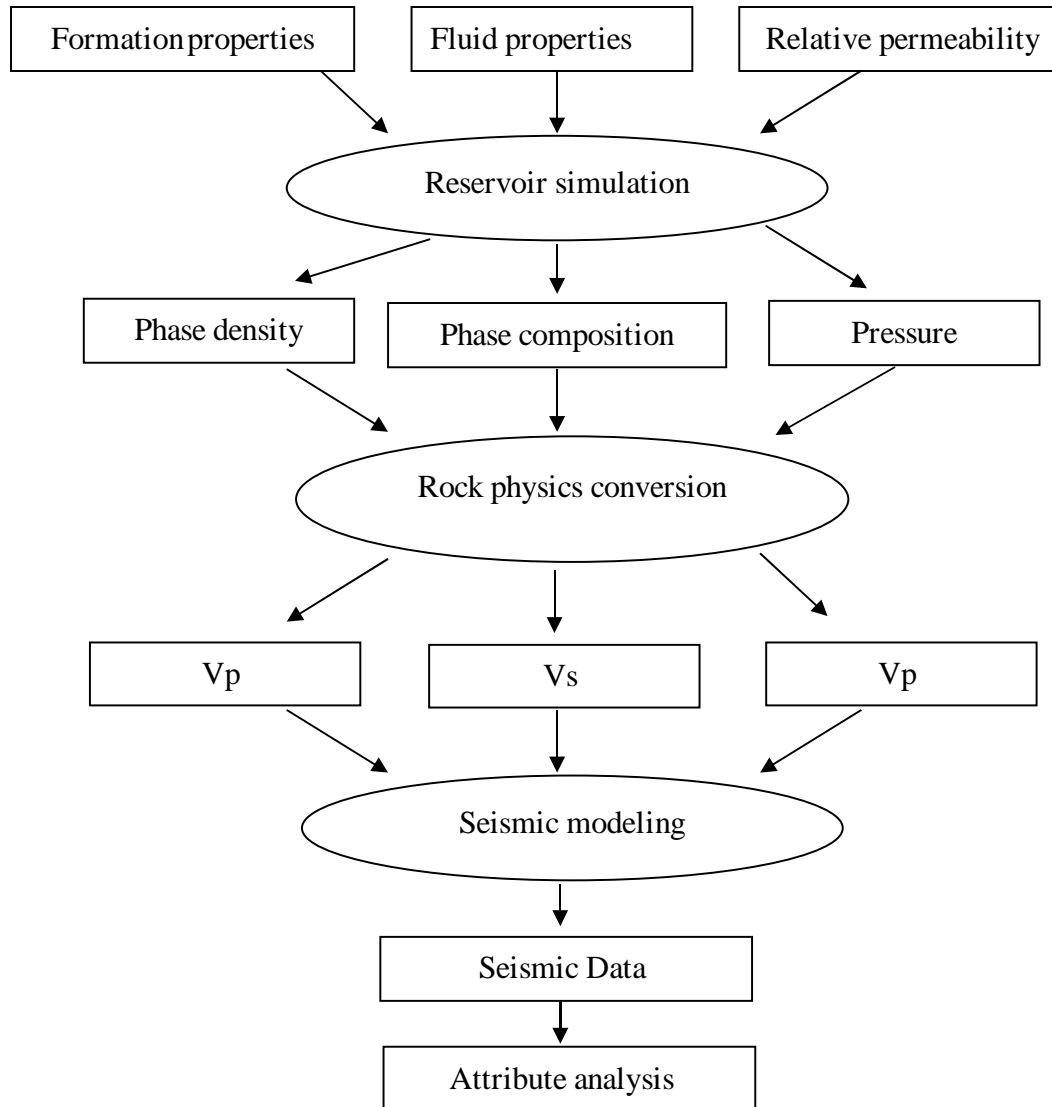 Formation properties
Fluid properties
Relative permeability
Reservoir simulation
Phase density
Phase composition
Pressure
Rock physics conversion
Vp
Vs
Vp
Seismic modeling
Seismic Data
Attribute analysis